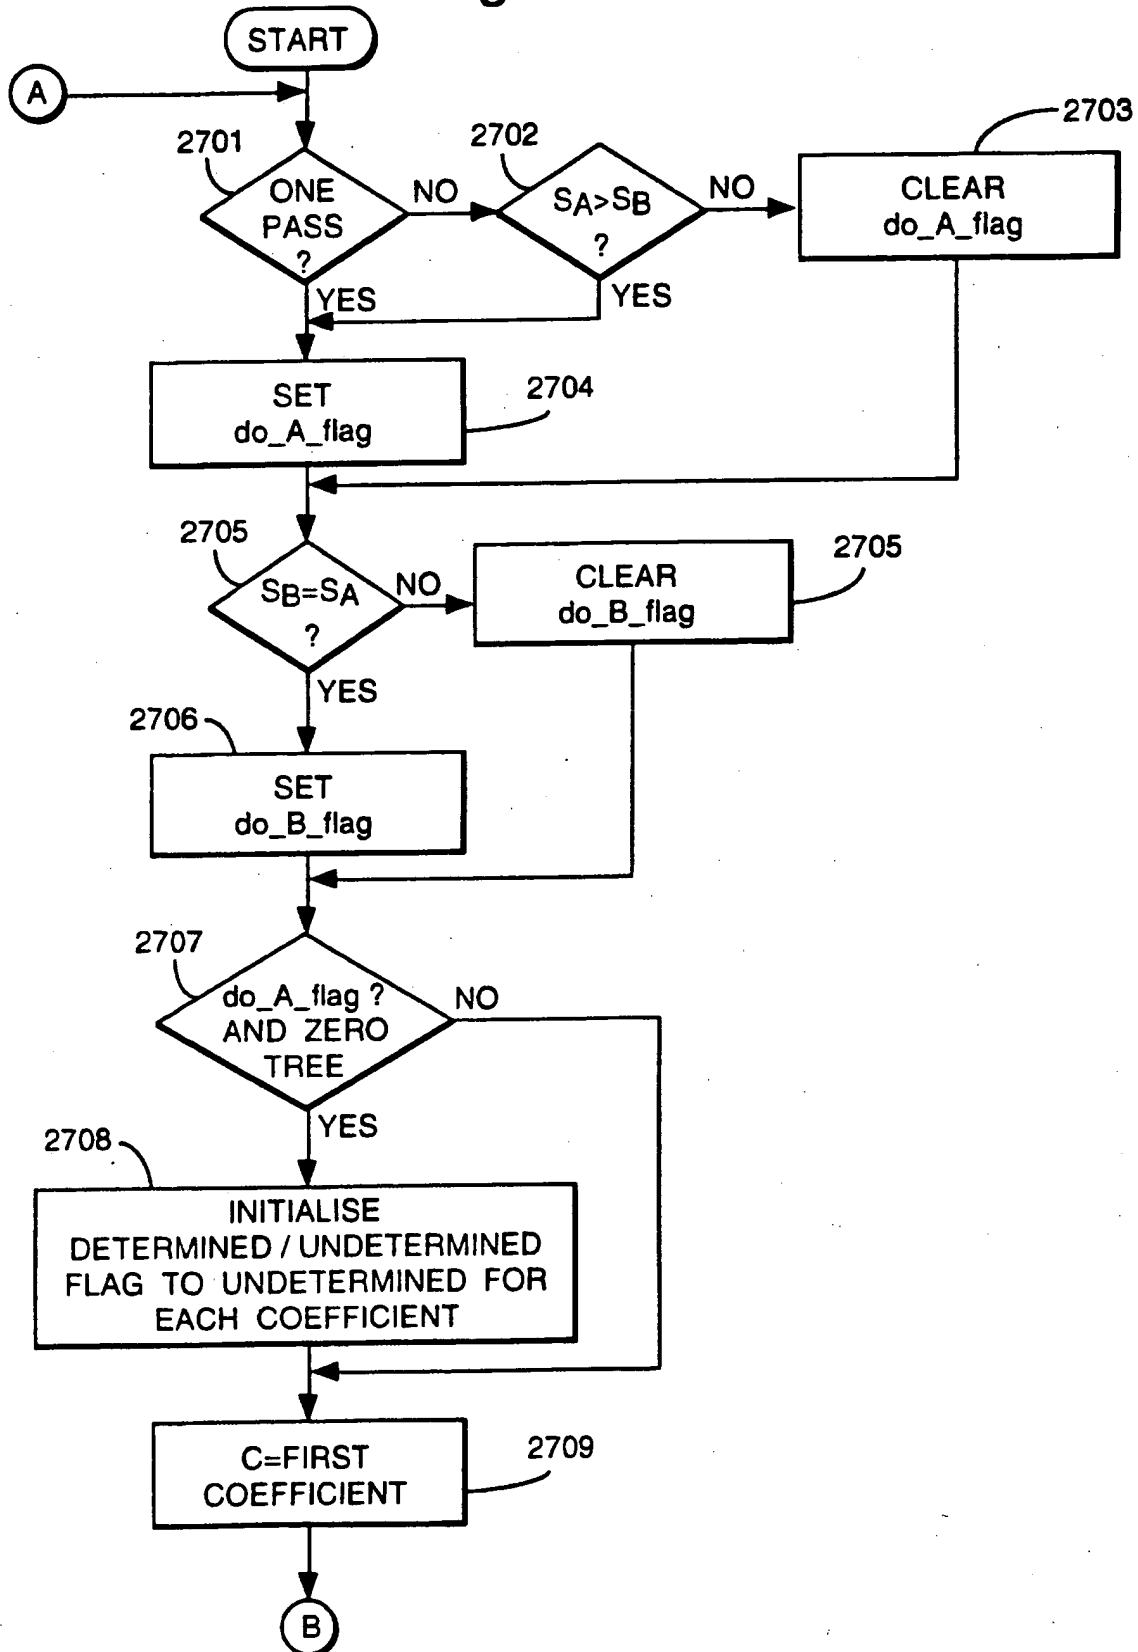 START
A
2701
ONE
PASS
?
NO
YES
2702
SA>SB
?
NO
YES
2703
CLEAR
do_A_flag
SET
do_A_flag
2704
2705
SB=SA
?
NO
YES
CLEAR
do_B_flag
2705
2706
SET
do_B_flag
2707
do_A_flag ?
AND ZERO
TREE
NO
YES
2708
INITIALISE
DETERMINED / UNDETERMINED
FLAG TO UNDETERMINED FOR
EACH COEFFICIENT
C=FIRST
COEFFICIENT
2709
B